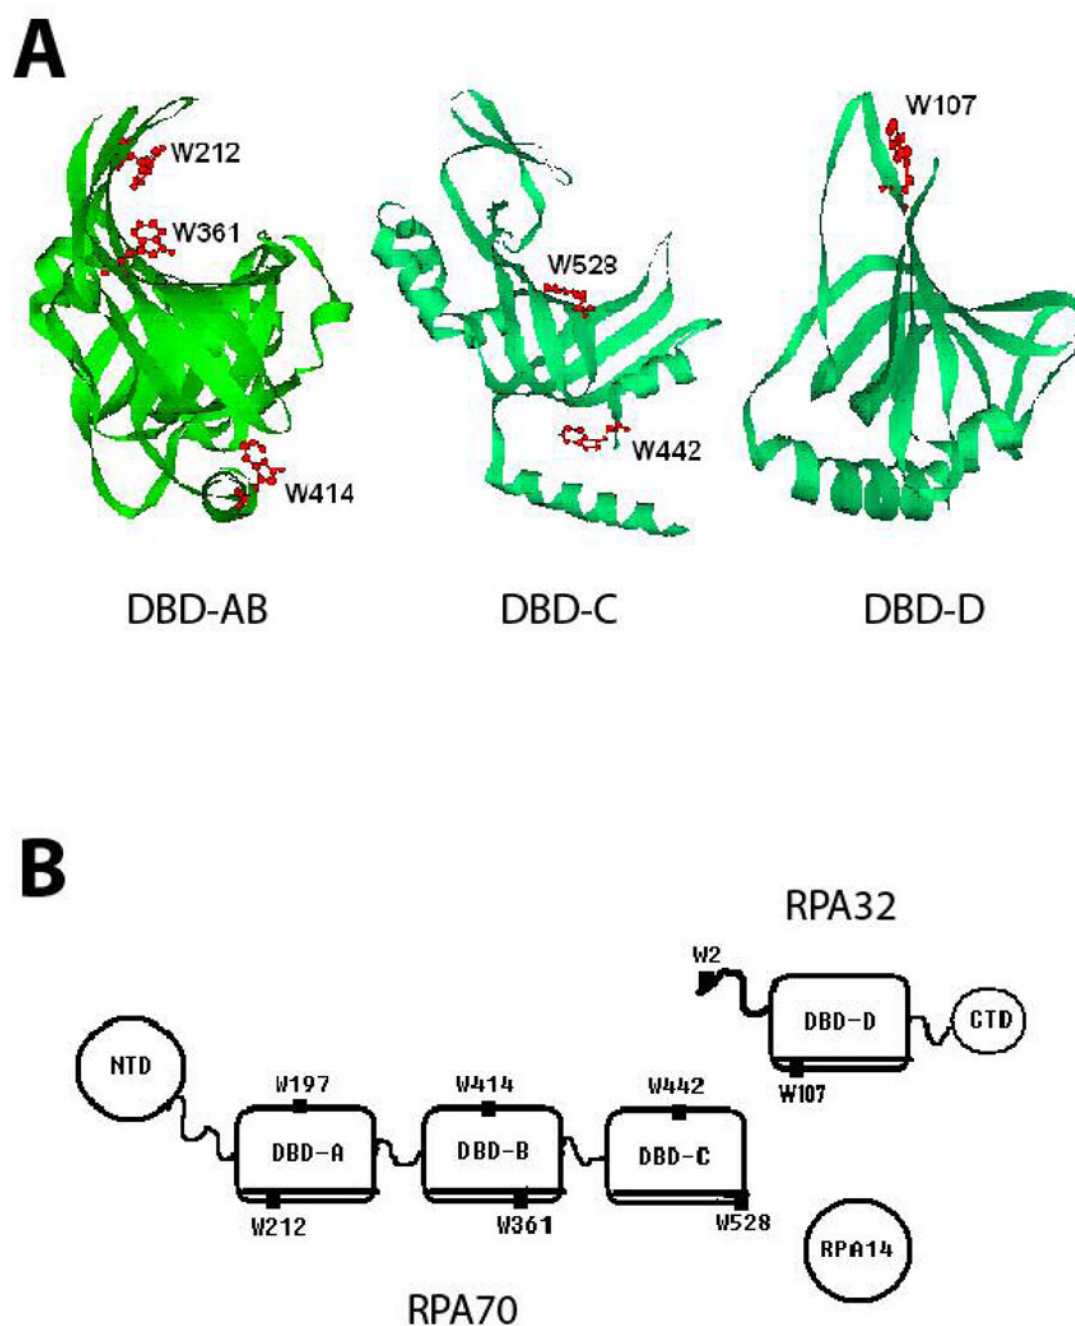 A
W107
W212
W361
W528
W442
W414
DBD-AB
DBD-C
DBD-D
B
RPA32
W2
DBD-D
CTD
NTD
W107
W197
W414
W442
DBD-A
DBD-B
DBD-C
W212
W361
W528
RPA14
RPA70